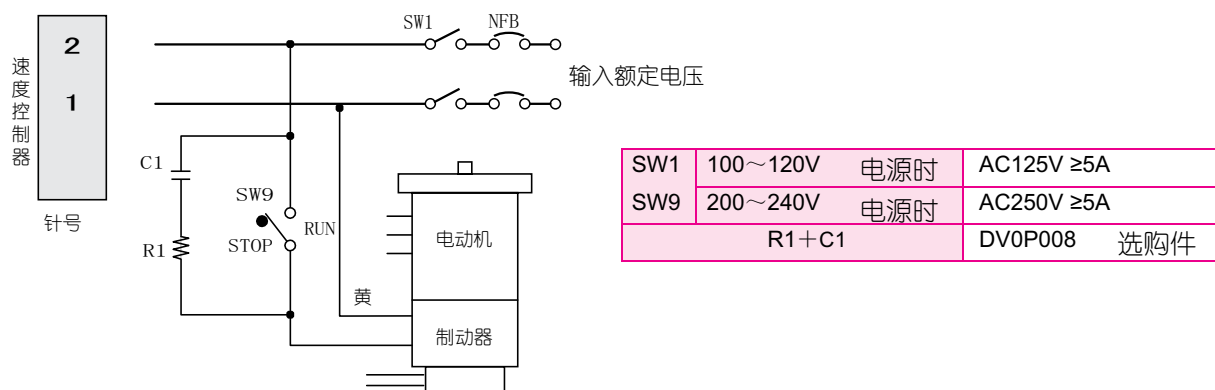 速度控制器
2
1
针号
SW1
NFB
输入额定电压
C1
R1
SW9
STOP
RUN
黄
电动机
制动器
SW1 100～120V 电源时 AC125V ≥5A
SW9 200～240V 电源时 AC250V ≥5A
R1＋C1 DV0P008 选购件